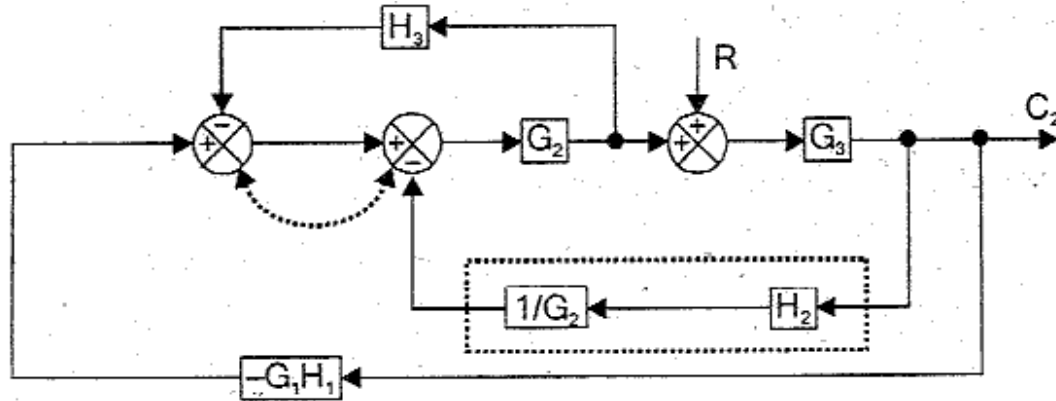 H₃
R
C₂
−
+
+
−
G₂
+
+
G₃
1/G₂
H₂
−G₁H₁